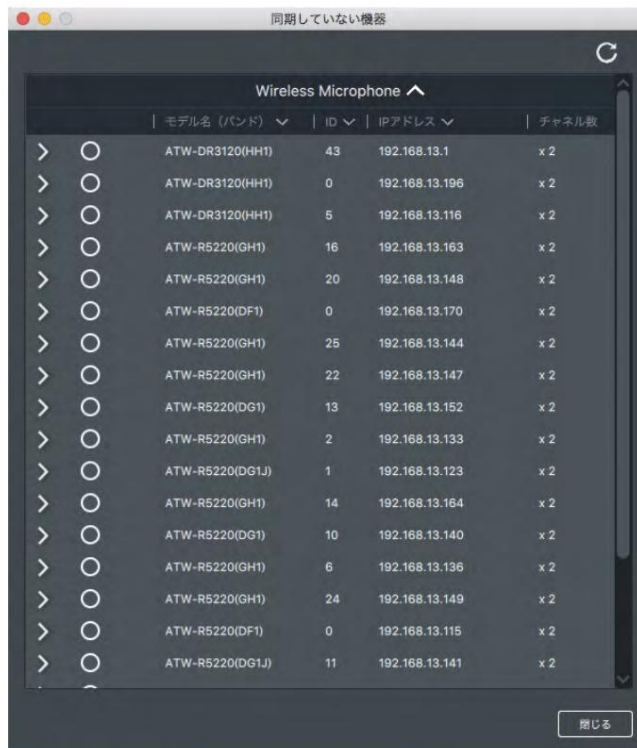 同期していない機器
Wireless Microphone
モデル名（バンド） ID IPアドレス チャネル数
ATW-DR3120(HH1) 43 192.168.13.1 x 2
ATW-DR3120(HH1) 0 192.168.13.196 x 2
ATW-DR3120(HH1) 5 192.168.13.116 x 2
ATW-R5220(GH1) 16 192.168.13.163 x 2
ATW-R5220(GH1) 20 192.168.13.148 x 2
ATW-R5220(DF1) 0 192.168.13.170 x 2
ATW-R5220(GH1) 25 192.168.13.144 x 2
ATW-R5220(GH1) 22 192.168.13.147 x 2
ATW-R5220(DG1) 13 192.168.13.152 x 2
ATW-R5220(GH1) 2 192.168.13.133 x 2
ATW-R5220(DG1J) 1 192.168.13.123 x 2
ATW-R5220(GH1) 14 192.168.13.164 x 2
ATW-R5220(DG1) 10 192.168.13.140 x 2
ATW-R5220(GH1) 6 192.168.13.136 x 2
ATW-R5220(GH1) 24 192.168.13.149 x 2
ATW-R5220(DF1) 0 192.168.13.115 x 2
ATW-R5220(DG1J) 11 192.168.13.141 x 2
閉じる